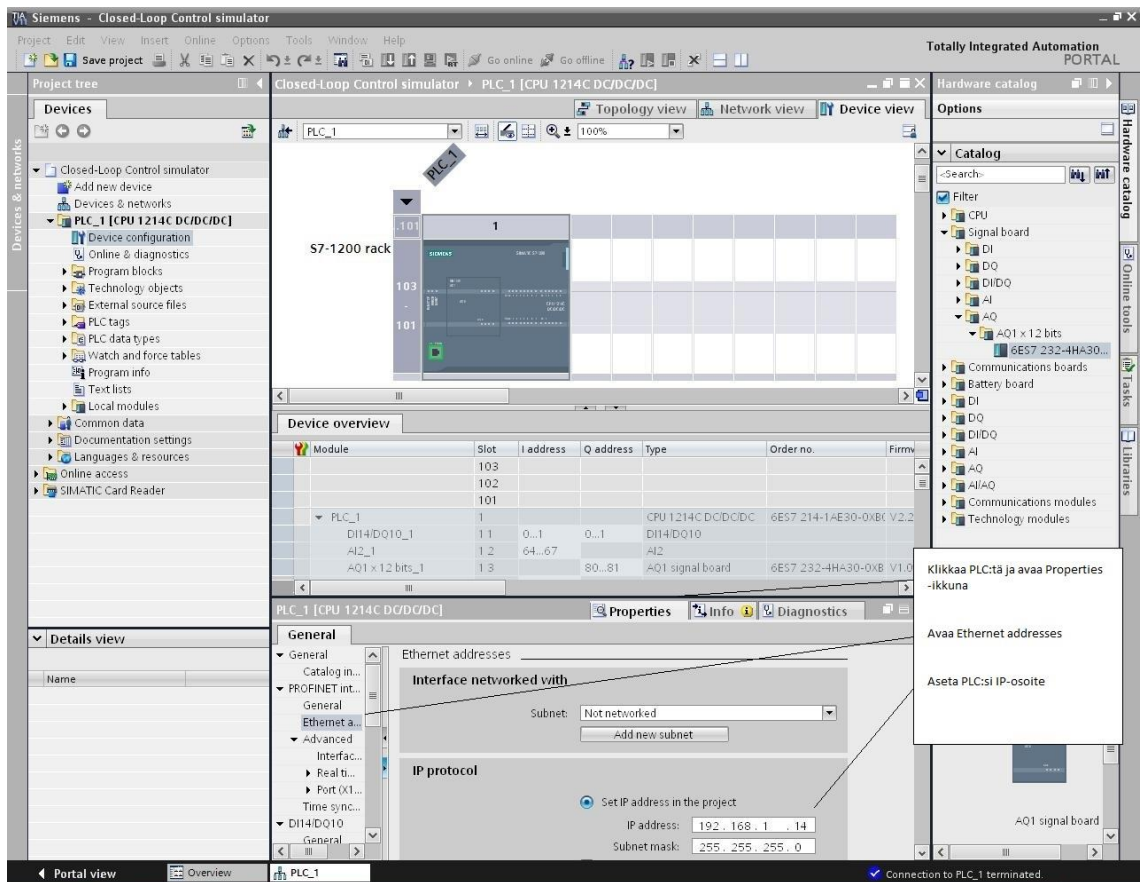 Siemens - Closed-Loop Control simulator
Project Edit View Insert Online Options Tools Window Help
Save project Go online Go offline
Totally Integrated Automation
PORTAL
Project tree
Devices
Devices & networks
Closed-Loop Control simulator
Add new device
Devices & networks
PLC_1 [CPU 1214C DC/DC/DC]
Device configuration
Online & diagnostics
Program blocks
Technology objects
External source files
PLC tags
PLC data types
Watch and force tables
Program info
Text lists
Local modules
Common data
Documentation settings
Languages & resources
Online access
SIMATIC Card Reader
Details view
Name
Closed-Loop Control simulator PLC_1 [CPU 1214C DC/DC/DC]
Topology view Network view Device view
PLC_1 100%
PLC_1
.101 1
S7-1200 rack
SIEMENS
103
-
101
Device overview
Module Slot I address Q address Type Order no. Firmw
103
102
101
PLC_1 1 CPU 1214C DC/DC/DC 6ES7 214-1AE30-0XB0 V2.2
DI14/DQ10_1 1 1 0...1 0...1 DI14/DQ10
AI2_1 1 2 64...67 AI2
AQ1 x 12 bits_1 1 3 80...81 AQ1 signal board 6ES7 232-4HA30-0XB V1.0
PLC_1 [CPU 1214C DC/DC/DC]
Properties Info Diagnostics
General
General
Catalog in...
PROFINET int...
General
Ethernet a...
Advanced
Interfac...
Real ti...
Port (X1...
Time sync...
DI14/DQ10
General
Ethernet addresses
Interface networked with
Subnet: Not networked
Add new subnet
IP protocol
Set IP address in the project
IP address: 192 . 168 . 1 . 14
Subnet mask: 255 . 255 . 255 . 0
Hardware catalog
Options
Catalog
<Search>
Filter
CPU
Signal board
DI
DQ
DI/DQ
AI
AQ
AQ1 x 12 bits
6ES7 232-4HA30...
Communications boards
Battery board
DI
DQ
DI/DQ
AI
AQ
AI/AQ
Communications modules
Technology modules
Klikkaa PLC:tä ja avaa Properties
-ikkuna
Avaa Ethernet addresses
Aseta PLC:si IP-osoite
AQ1 signal board
Hardware catalog
Online tools
Tasks
Libraries
Portal view Overview PLC_1
Connection to PLC_1 terminated.